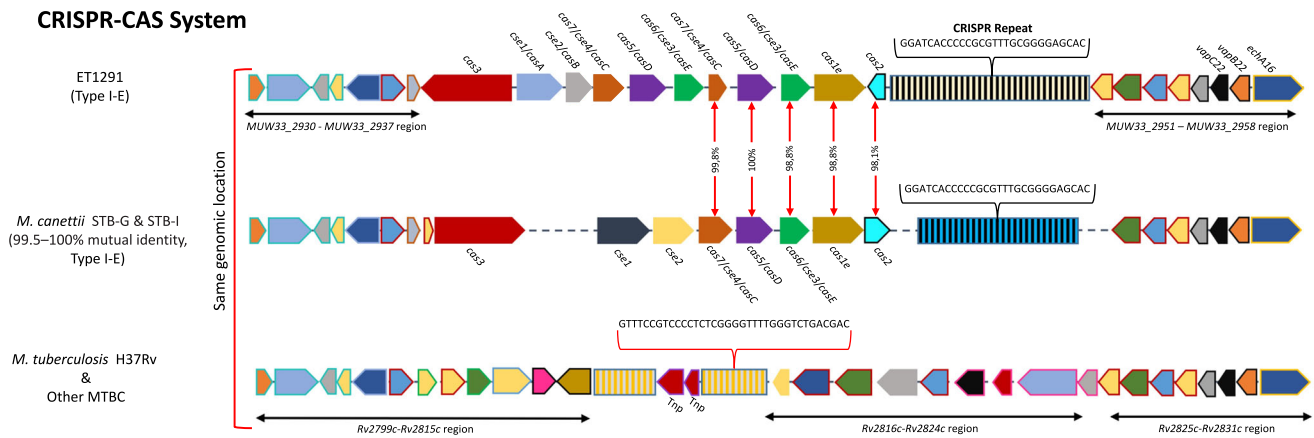 CRISPR-CAS System
CRISPR Repeat
GGATCACCCCCGCGTTTGCGGGGAGCAC
ET1291
(Type I-E)
cas3
cse1/casA
cse2/casB
cas7/cse4/casC
cas5/casD
cas6/cse3/casE
cas7/cse4/casC
cas5/casD
cas6/cse3/casE
cas1e
cas2
vapC22
vapB22
echA16
MUW33_2930 - MUW33_2937 region
MUW33_2951 – MUW33_2958 region
Same genomic location
99,8%
100%
98,8%
98,8%
98,1%
GGATCACCCCCGCGTTTGCGGGGAGCAC
M. canettii STB-G & STB-I
(99.5–100% mutual identity,
Type I-E)
cas3
cse1
cse2
cas7/cse4/casC
cas5/casD
cas6/cse3/casE
cas1e
cas2
GTTTCCGTCCCCTCTCGGGGTTTTGGGTCTGACGAC
M. tuberculosis H37Rv
&
Other MTBC
Tnp
Tnp
Rv2799c-Rv2815c region
Rv2816c-Rv2824c region
Rv2825c-Rv2831c region